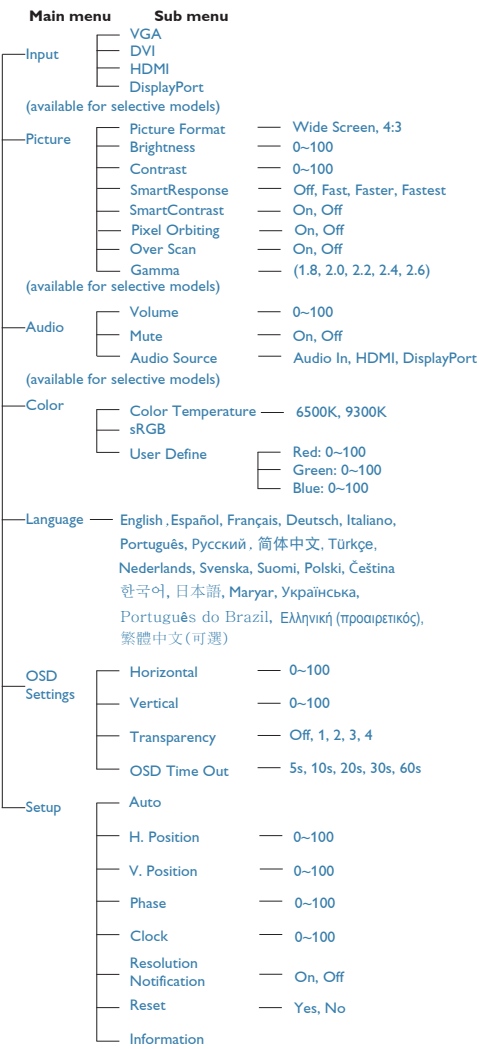 Main menu Sub menu
VGA
DVI
Input
HDMI
DisplayPort
(available for selective models)
Picture
Picture Format Wide Screen, 4:3
Brightness 0~100
Contrast 0~100
SmartResponse Off, Fast, Faster, Fastest
SmartContrast On, Off
Pixel Orbiting On, Off
Over Scan On, Off
Gamma (1.8, 2.0, 2.2, 2.4, 2.6)
(available for selective models)
Audio
Volume 0~100
Mute On, Off
Audio Source Audio In, HDMI, DisplayPort
(available for selective models)
Color
Color Temperature 6500K, 9300K
sRGB
User Define Red: 0~100
Green: 0~100
Blue: 0~100
Language English , Español, Français, Deutsch, Italiano,
Português, Русский , 简体中文, Türkçe,
Nederlands, Svenska, Suomi, Polski, Čeština
한국어, 日本語, Maryar, Українська,
Português do Brazil, Ελληνική (προαιρετικός),
繁體中文(可選)
OSD
Settings
Horizontal 0~100
Vertical 0~100
Transparency Off, 1, 2, 3, 4
OSD Time Out 5s, 10s, 20s, 30s, 60s
Setup
Auto
H. Position 0~100
V. Position 0~100
Phase 0~100
Clock 0~100
Resolution
Notification On, Off
Reset Yes, No
Information